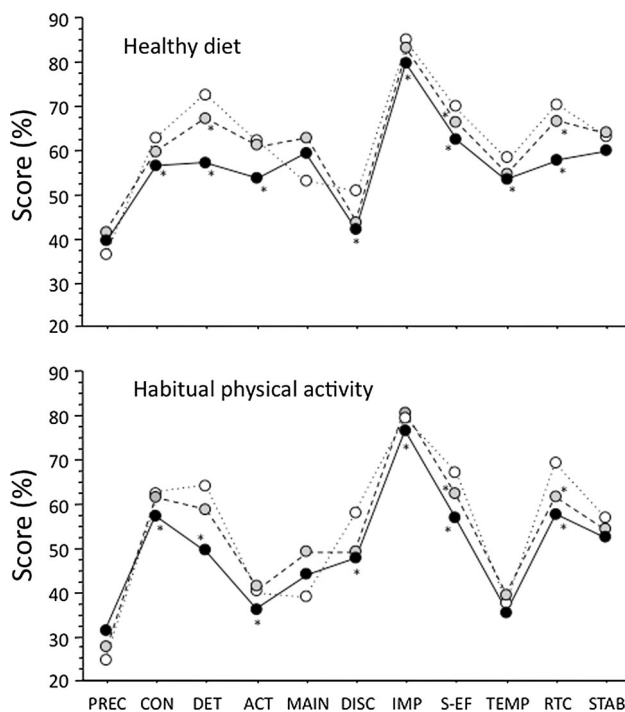 90
Healthy diet
80
70
60
50
40
30
20
Score (%)
* * * * * * * * * * *
90
Habitual physical activity
80
70
60
50
40
30
20
Score (%)
* * * * * * * * *
PREC CON DET ACT MAIN DISC IMP S-EF TEMP RTC STAB